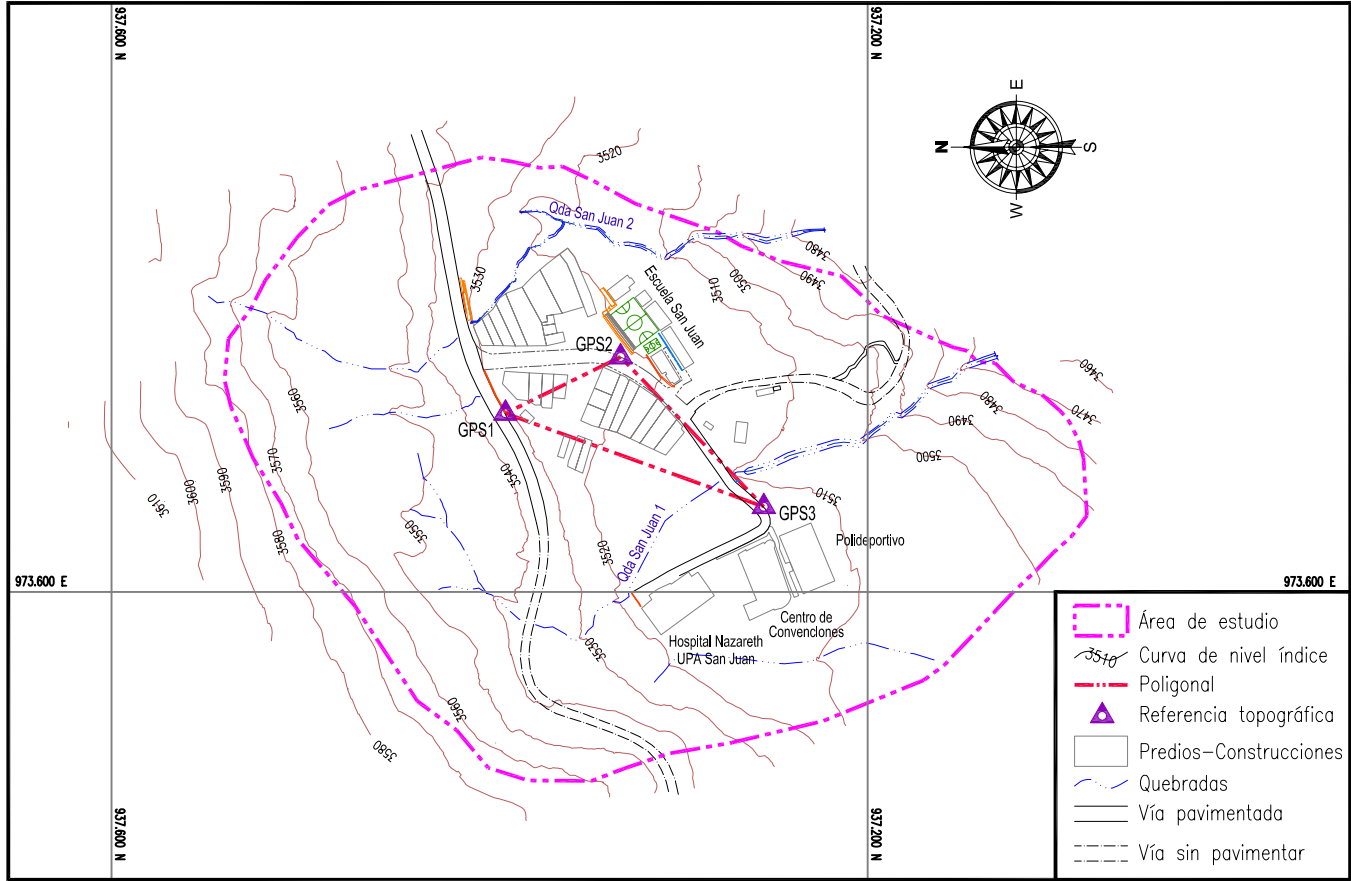 937.600 N
937.200 N
E
N
S
W
3520
Qda San Juan 2
3480
3490
3500
3510
3530
Escuela San Juan
GPS2
GPS1
3460
3470
3480
3490
3500
3560
3570
3540
3610
3600
3590
3580
3550
3510
GPS3
3520
Qda San Juan 1
Polideportivo
973.600 E
973.600 E
Centro de
Convenciones
Hospital Nazareth
UPA San Juan
3530
3560
3580
937.600 N
937.200 N
Área de estudio
3510
Curva de nivel índice
Poligonal
Referencia topográfica
Predios-Construcciones
Quebradas
Vía pavimentada
Vía sin pavimentar